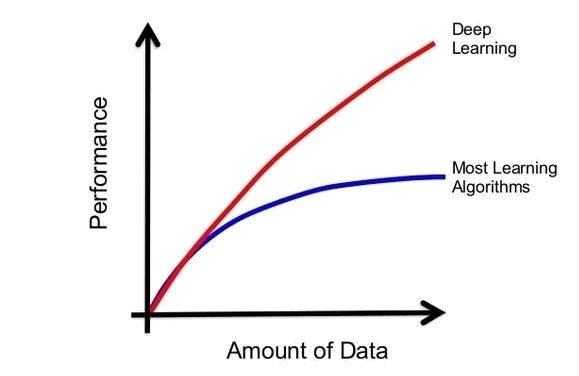 Deep
Learning
Performance
Most Learning
Algorithms
Amount of Data